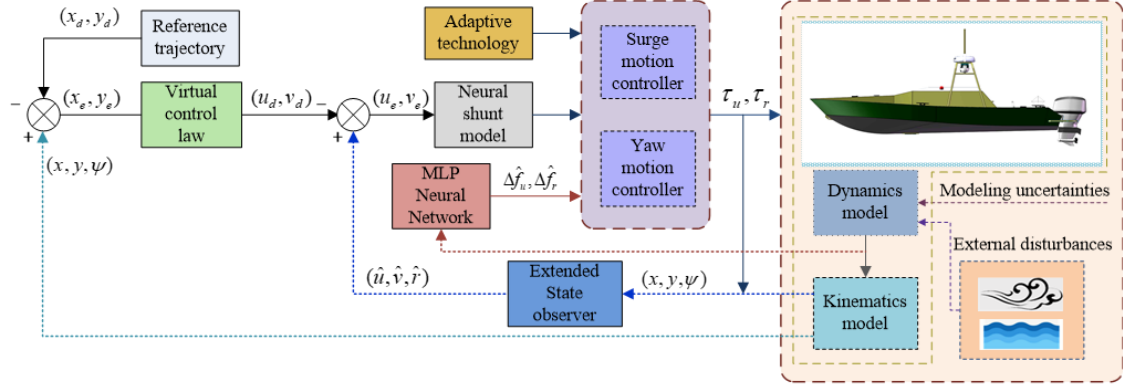 (x_d, y_d)
Reference
trajectory
−
+
(x_e, y_e)
Virtual
control
law
(u_d, v_d)
−
+
(u_e, v_e)
Neural
shunt
model
Adaptive
technology
Surge
motion
controller
Yaw
motion
controller
τ_u, τ_r
(x, y, ψ)
MLP
Neural
Network
Δf̂_u, Δf̂_r
Dynamics
model
Modeling uncertainties
External disturbances
(û, v̂, r̂)
Extended
State
observer
(x, y, ψ)
Kinematics
model